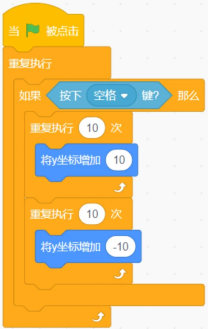 当 被点击
重复执行
如果 按下 空格 键? 那么
重复执行 10 次
将y坐标增加 10
重复执行 10 次
将y坐标增加 -10